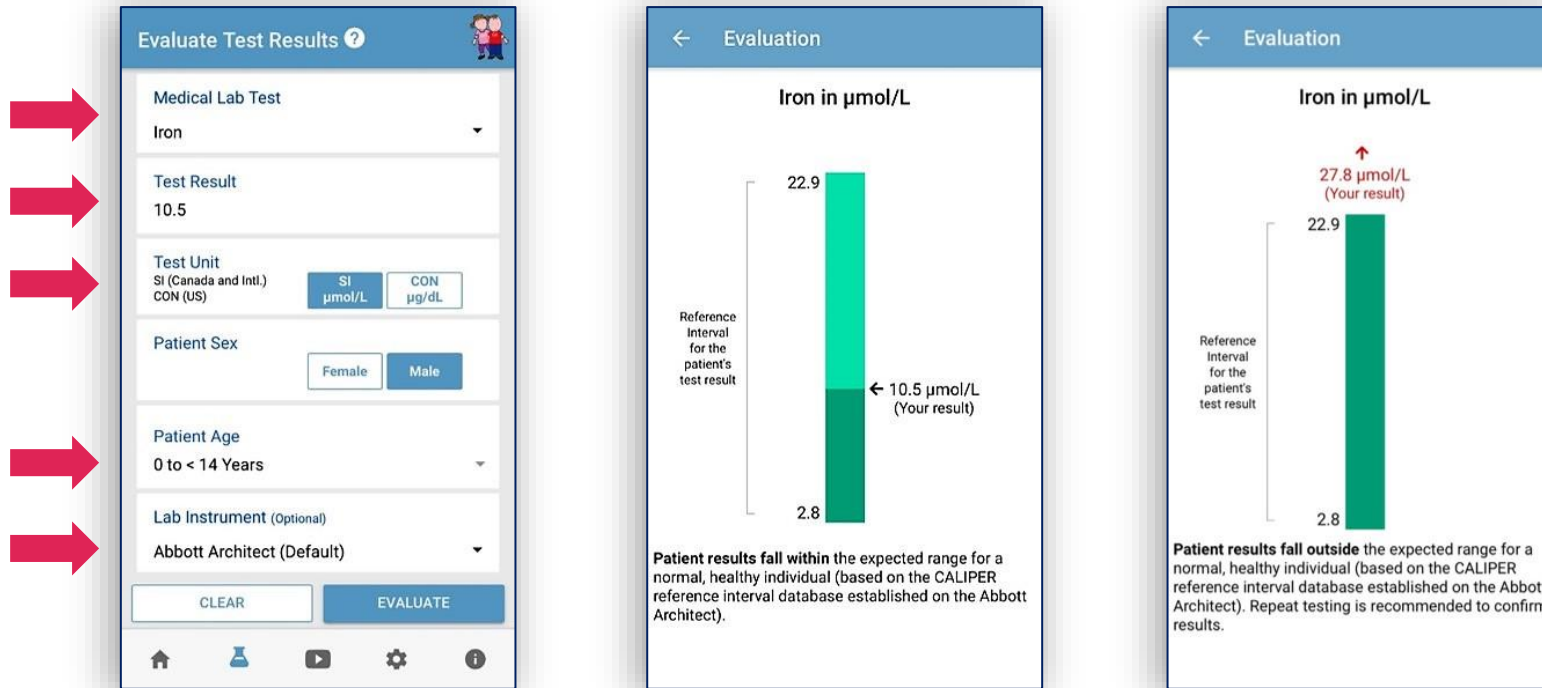 Evaluate Test Results ?
Medical Lab Test
Iron
Test Result
10.5
Test Unit
SI (Canada and Intl.)
CON (US)
SI
µmol/L
CON
µg/dL
Patient Sex
Female
Male
Patient Age
0 to < 14 Years
Lab Instrument (Optional)
Abbott Architect (Default)
CLEAR
EVALUATE
Evaluation
Iron in µmol/L
22.9
Reference
Interval
for the
patient's
test result
10.5 µmol/L
(Your result)
2.8
Patient results fall within the expected range for a
normal, healthy individual (based on the CALIPER
reference interval database established on the Abbott
Architect).
Evaluation
Iron in µmol/L
27.8 µmol/L
(Your result)
22.9
Reference
Interval
for the
patient's
test result
2.8
Patient results fall outside the expected range for a
normal, healthy individual (based on the CALIPER
reference interval database established on the Abbot
Architect). Repeat testing is recommended to confirm
results.